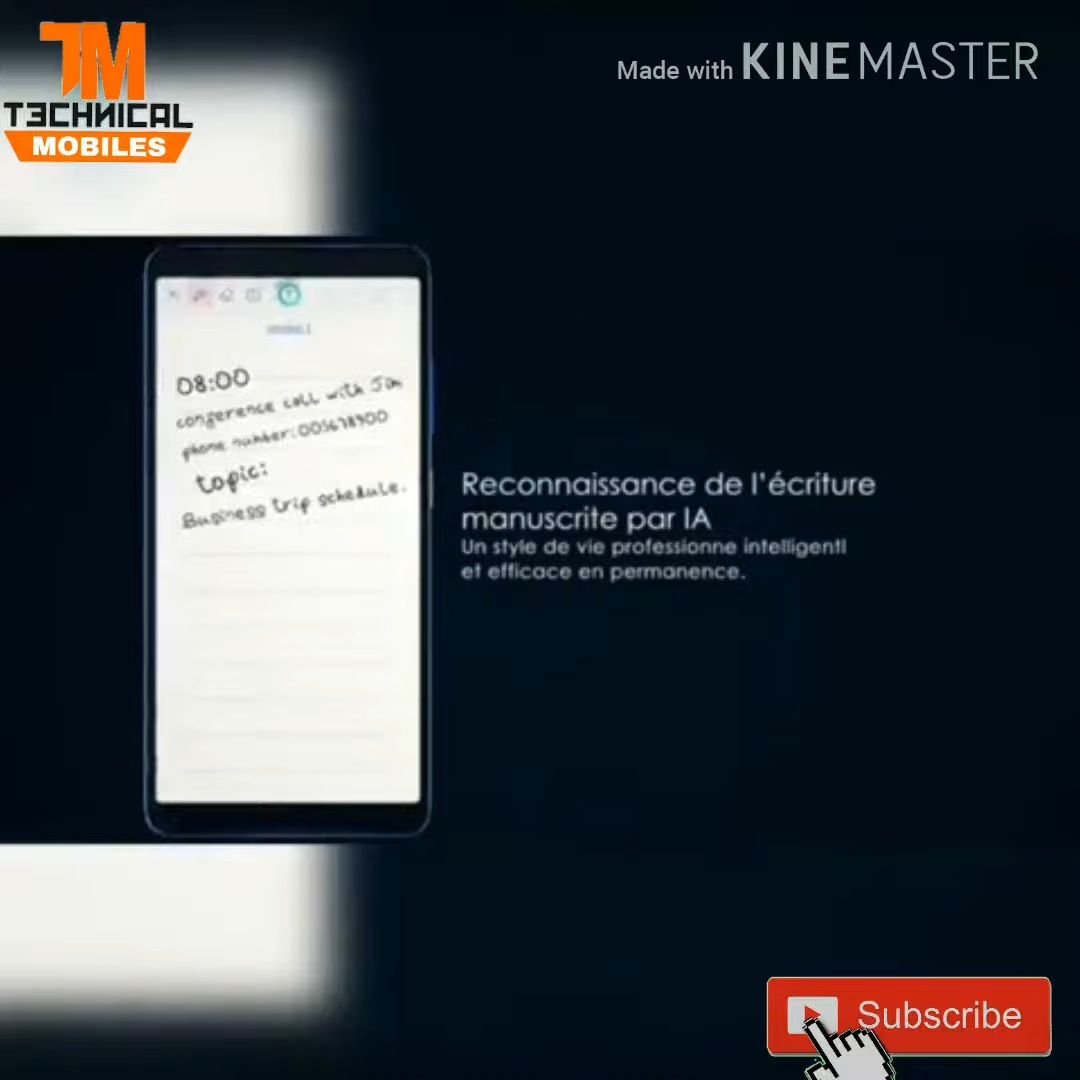 TM
Made with KINEMASTER
TECHNICAL
MOBILES
08:00
conference call with Jim
phone number: 005678900
topic:
Business trip schedule.
Reconnaissance de l'écriture
manuscrite par IA
Un style de vie professionne intelligentl
et efficace en permanence.
Subscribe